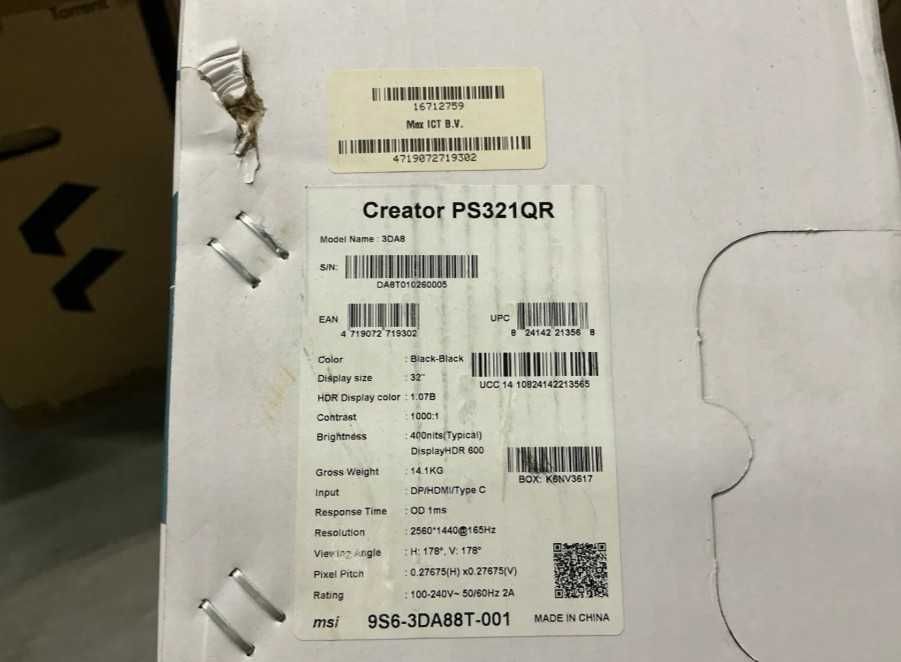 Torrent
16712759
Max ICT B.V.
4719072719302
Creator PS321QR
Model Name : 3DA8
S/N:
DA8T010260005
EAN
4 719072 719302
UPC
8 24142 21356 8
Color : Black-Black
UCC 14 10824142213565
Display size : 32"
HDR Display color : 1.07B
Contrast : 1000:1
Brightness : 400nits(Typical)
DisplayHDR 600
BOX: K6NV3617
Gross Weight : 14.1KG
Input : DP/HDMI/Type C
Response Time : OD 1ms
Resolution : 2560*1440@165Hz
Viewing Angle : H: 178°, V: 178°
Pixel Pitch : 0.27675(H) x0.27675(V)
Rating : 100-240V~ 50/60Hz 2A
msi 9S6-3DA88T-001 MADE IN CHINA